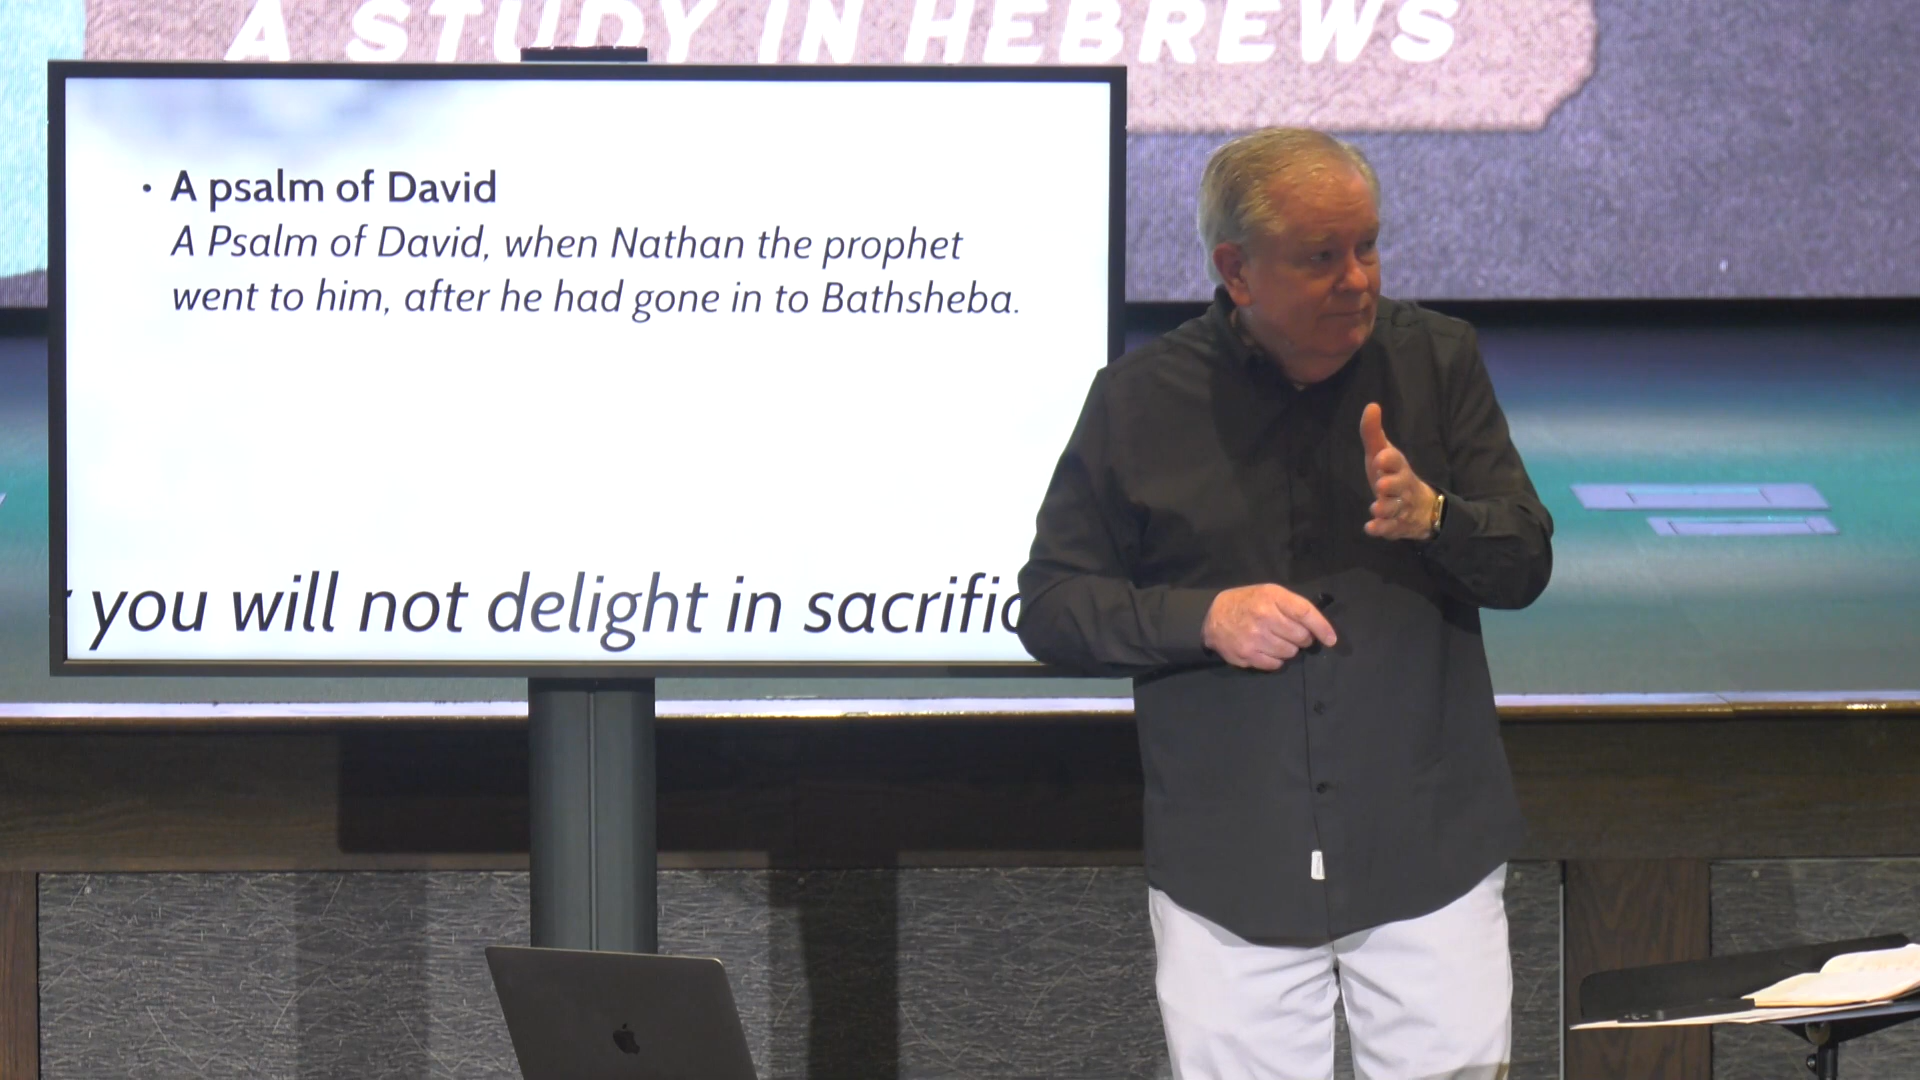 A STUDY IN HEBREWS
• A psalm of David
A Psalm of David, when Nathan the prophet
went to him, after he had gone in to Bathsheba.
you will not delight in